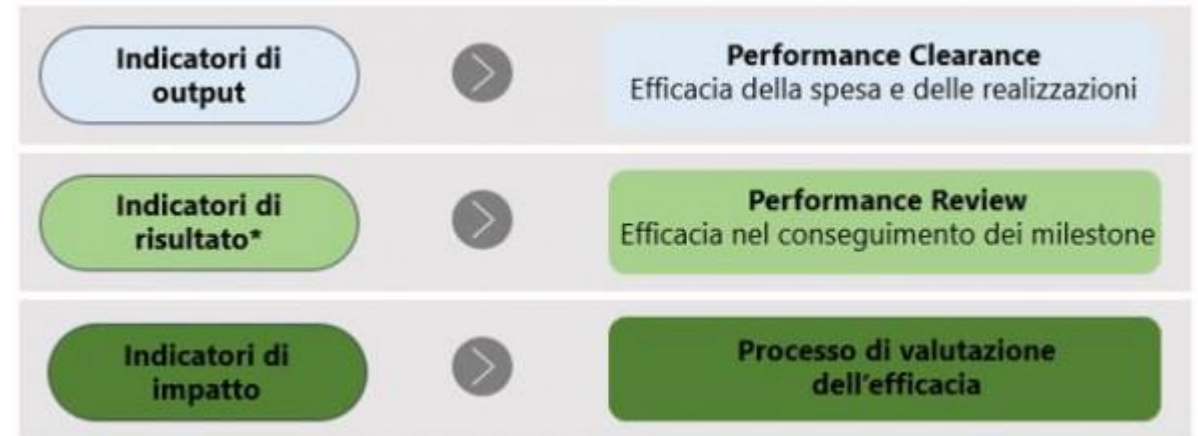 Indicatori di
output
Performance Clearance
Efficacia della spesa e delle realizzazioni
Indicatori di
risultato*
Performance Review
Efficacia nel conseguimento dei milestone
Indicatori di
impatto
Processo di valutazione
dell'efficacia